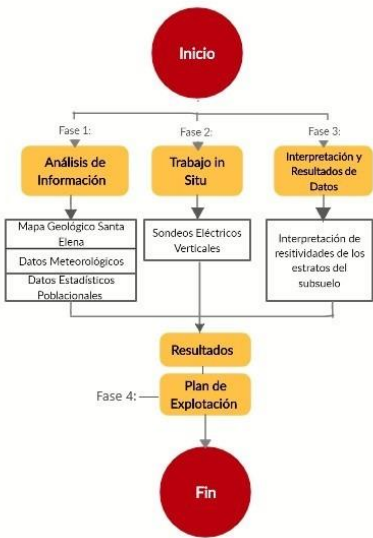 Inicio
Fase 1:
Fase 2:
Fase 3:
Análisis de
Información
Trabajo in
Situ
Interpretación y
Resultados de
Datos
Mapa Geológico Santa
Elena
Datos Meteorológicos
Datos Estadísticos
Poblacionales
Sondeos Eléctricos
Verticales
Interpretación de
resitividades de los
estratos del
subsuelo
Resultados
Fase 4:
Plan de
Explotación
Fin